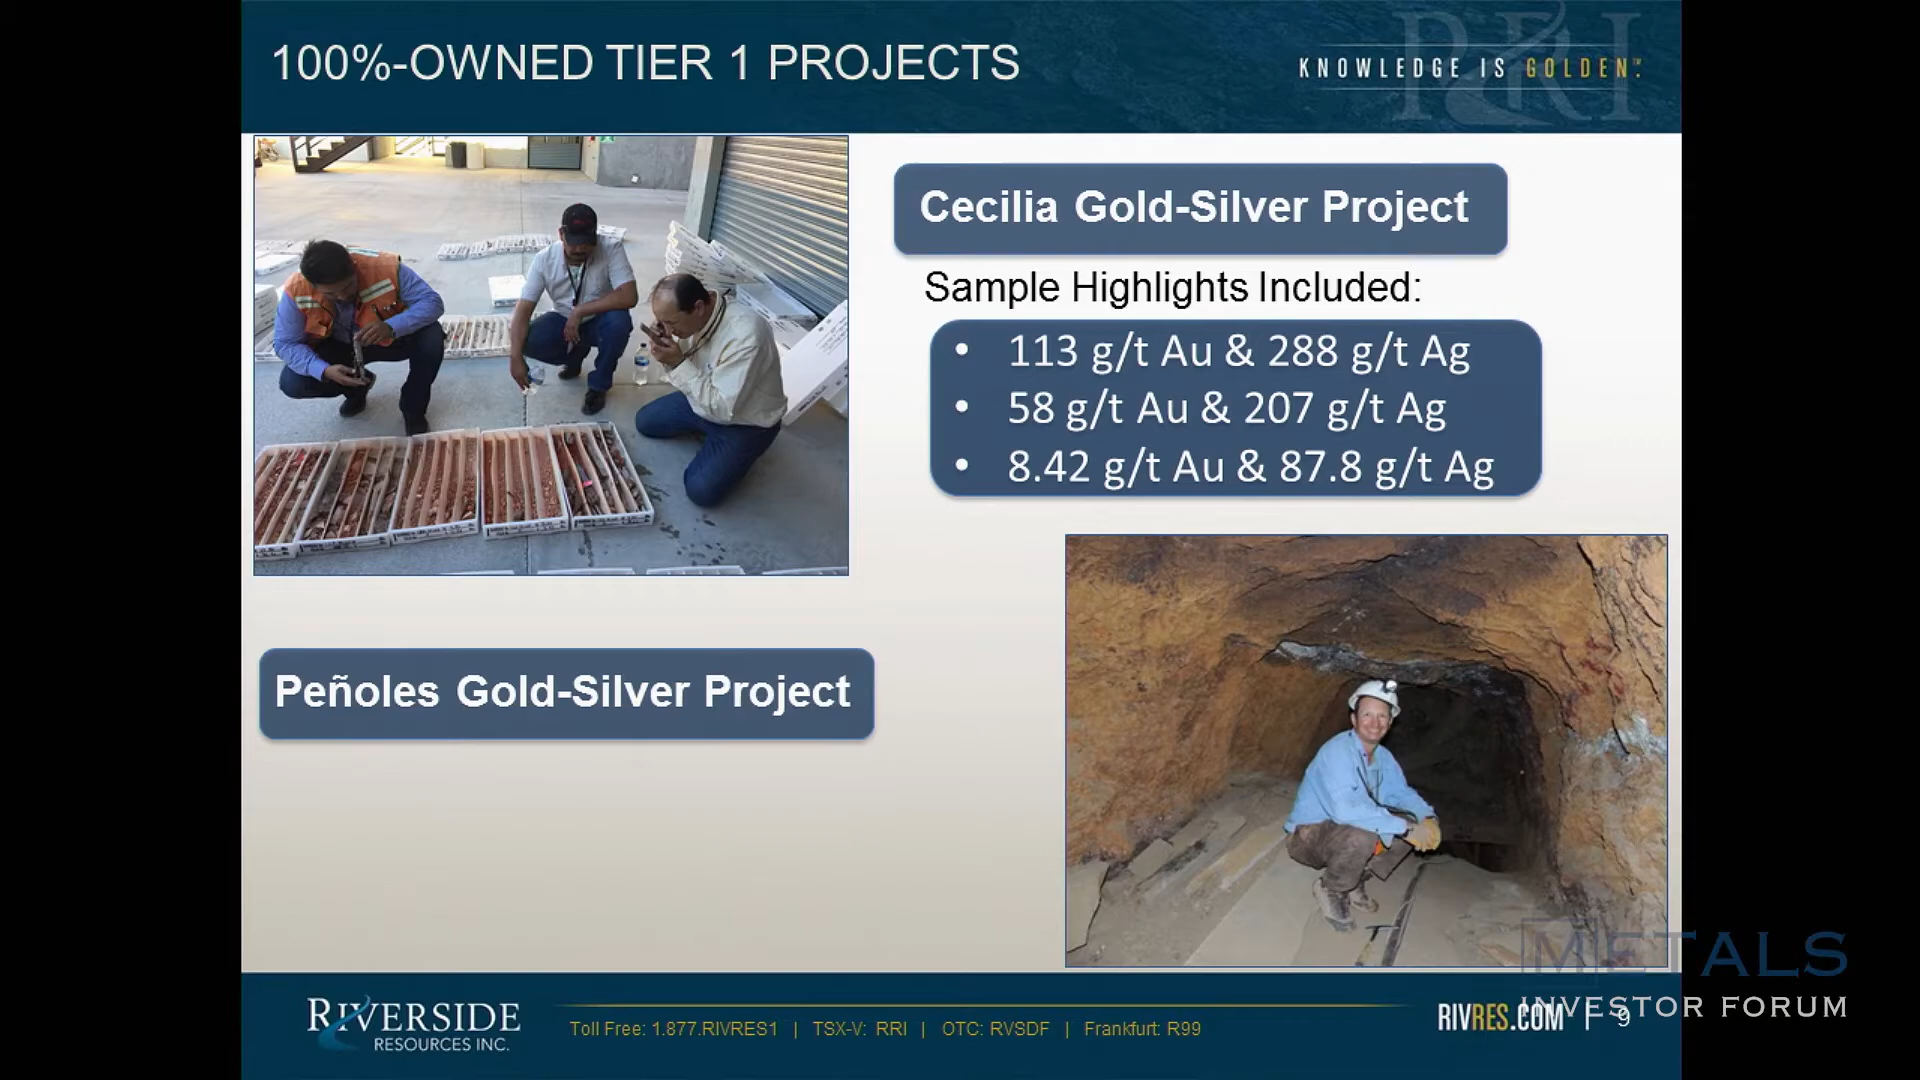 100%-OWNED TIER 1 PROJECTS
KNOWLEDGE IS GOLDEN.™
RRI
Cecilia Gold-Silver Project
Sample Highlights Included:
• 113 g/t Au & 288 g/t Ag
• 58 g/t Au & 207 g/t Ag
• 8.42 g/t Au & 87.8 g/t Ag
Peñoles Gold-Silver Project
METALS
INVESTOR FORUM
RIVERSIDE
RESOURCES INC.
Toll Free: 1.877.RIVRES1 | TSX-V: RRI | OTC: RVSDF | Frankfurt: R99
RIVRES.COM | 9